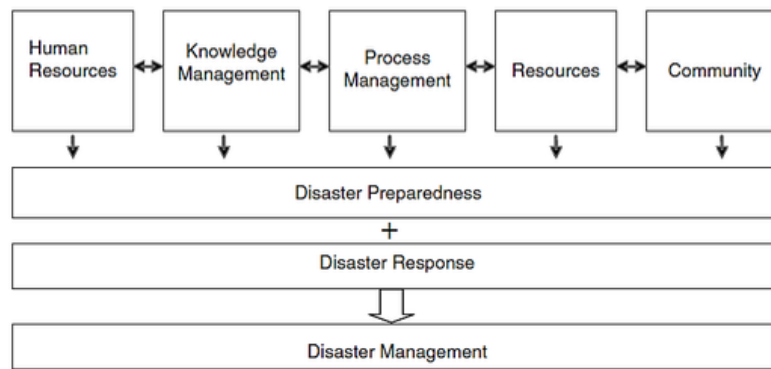 Human
Resources
Knowledge
Management
Process
Management
Resources
Community
Disaster Preparedness
+
Disaster Response
Disaster Management